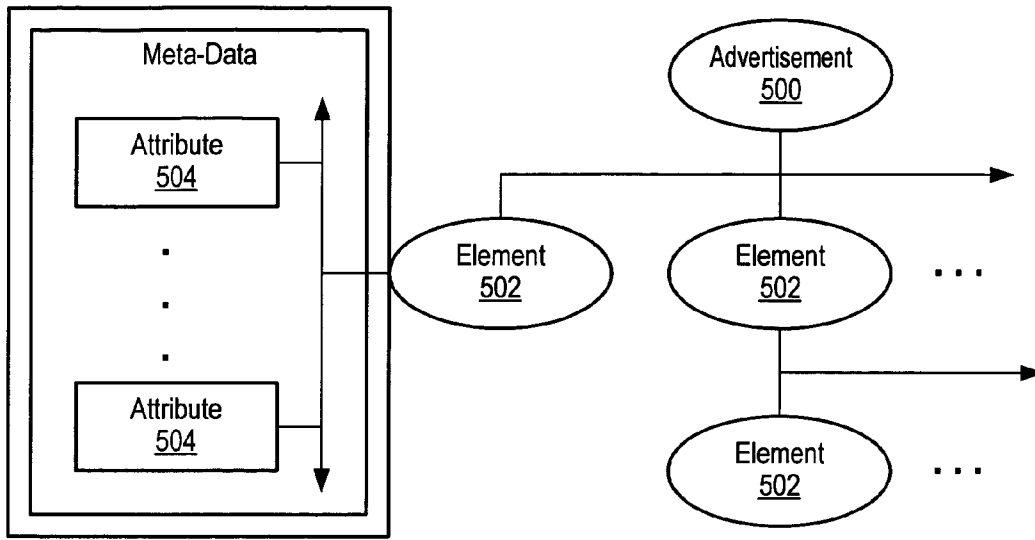 Meta-Data
Attribute
504
.
.
.
Attribute
504
Advertisement
500
Element
502
Element
502
...
Element
502
...